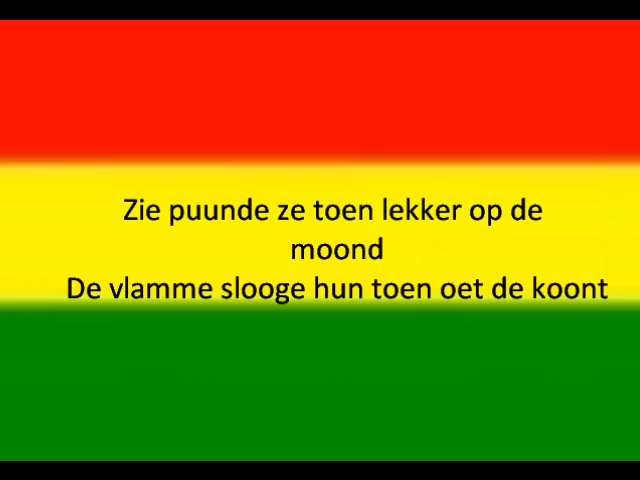 Zie puunde ze toen lekker op de
moond
De vlamme slooge hun toen oet de koont